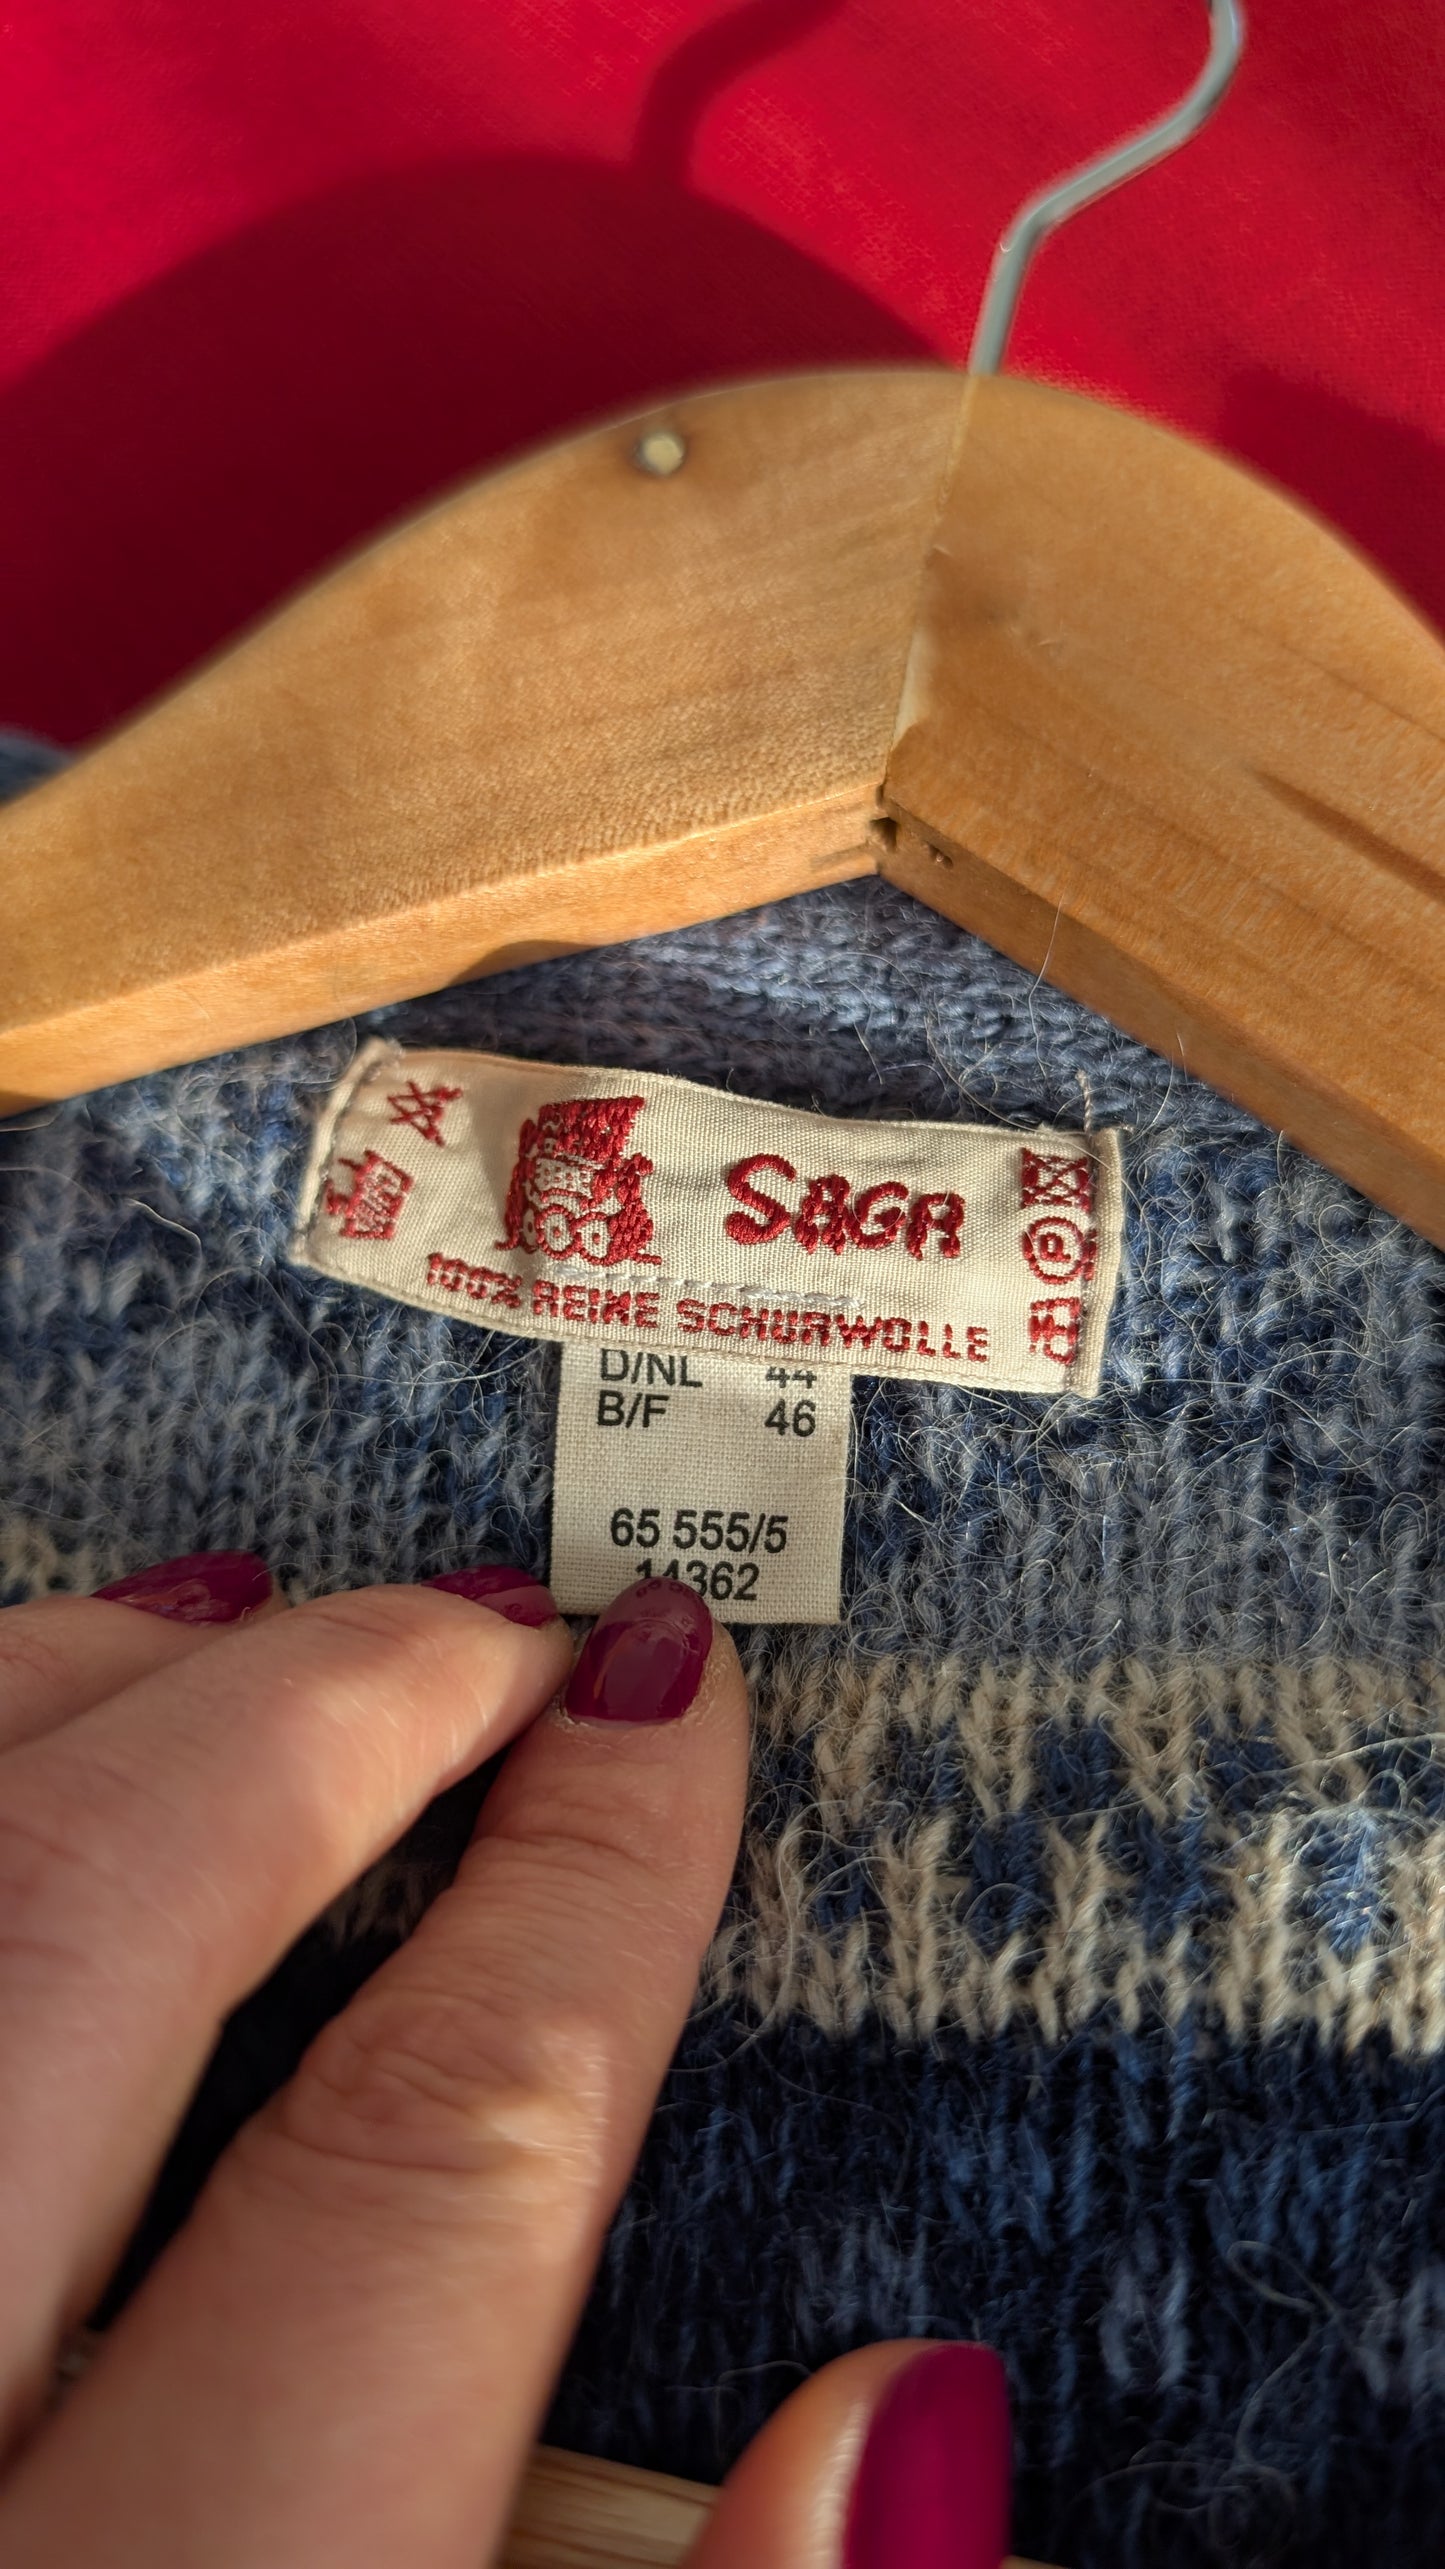 SAGA
100% REINE SCHURWOLLE
P
D/NL 44
B/F 46
65 555/5
14362